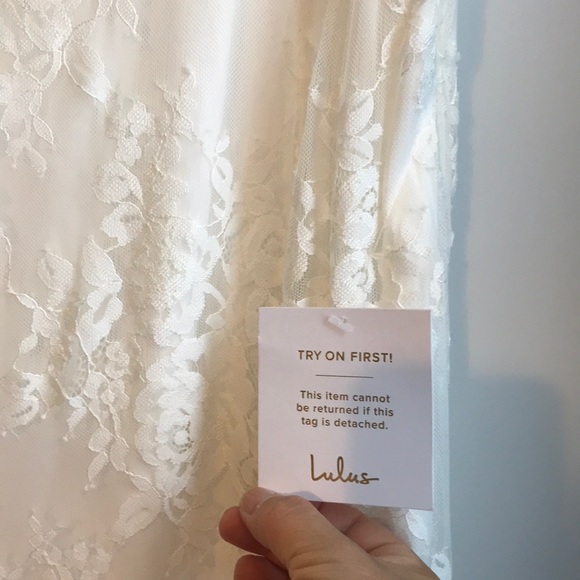 TRY ON FIRST!
This item cannot
be returned if this
tag is detached.
Lulus